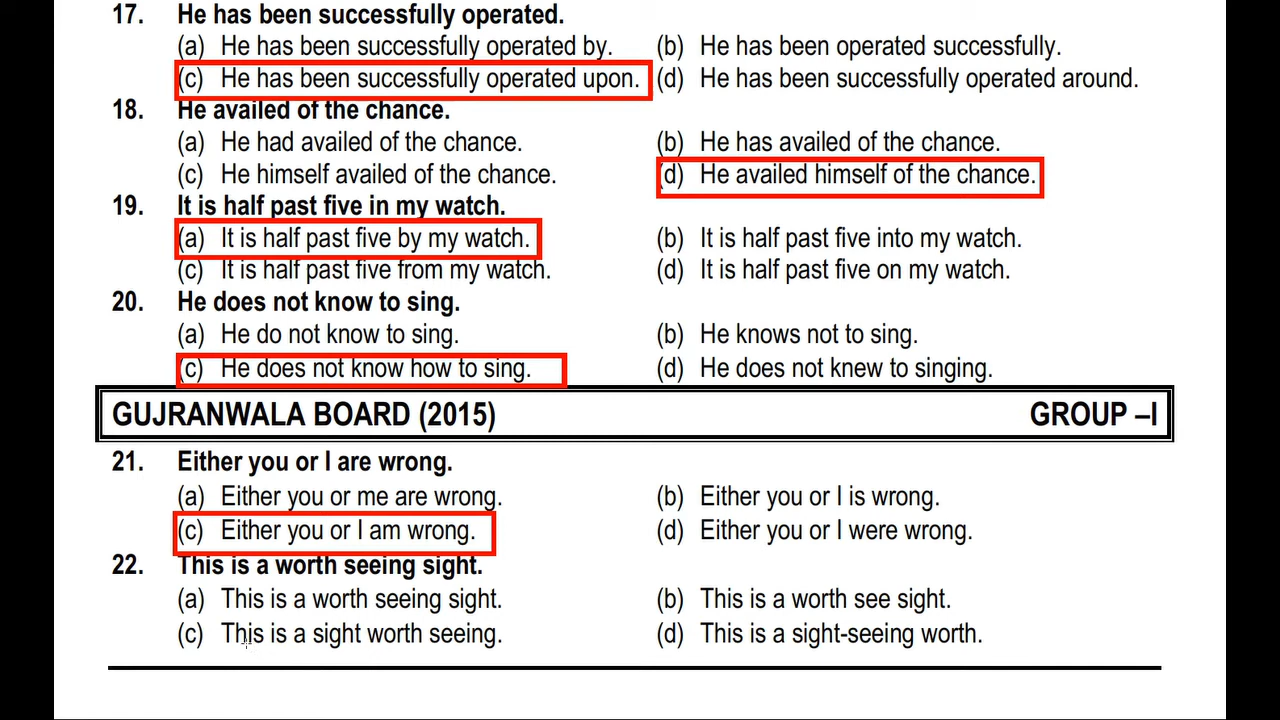 17. He has been successfully operated.
(a) He has been successfully operated by. (b) He has been operated successfully.
(c) He has been successfully operated upon. (d) He has been successfully operated around.
18. He availed of the chance.
(a) He had availed of the chance. (b) He has availed of the chance.
(c) He himself availed of the chance. (d) He availed himself of the chance.
19. It is half past five in my watch.
(a) It is half past five by my watch. (b) It is half past five into my watch.
(c) It is half past five from my watch. (d) It is half past five on my watch.
20. He does not know to sing.
(a) He do not know to sing. (b) He knows not to sing.
(c) He does not know how to sing. (d) He does not knew to singing.
GUJRANWALA BOARD (2015) GROUP –I
21. Either you or I are wrong.
(a) Either you or me are wrong. (b) Either you or I is wrong.
(c) Either you or I am wrong. (d) Either you or I were wrong.
22. This is a worth seeing sight.
(a) This is a worth seeing sight. (b) This is a worth see sight.
(c) This is a sight worth seeing. (d) This is a sight-seeing worth.